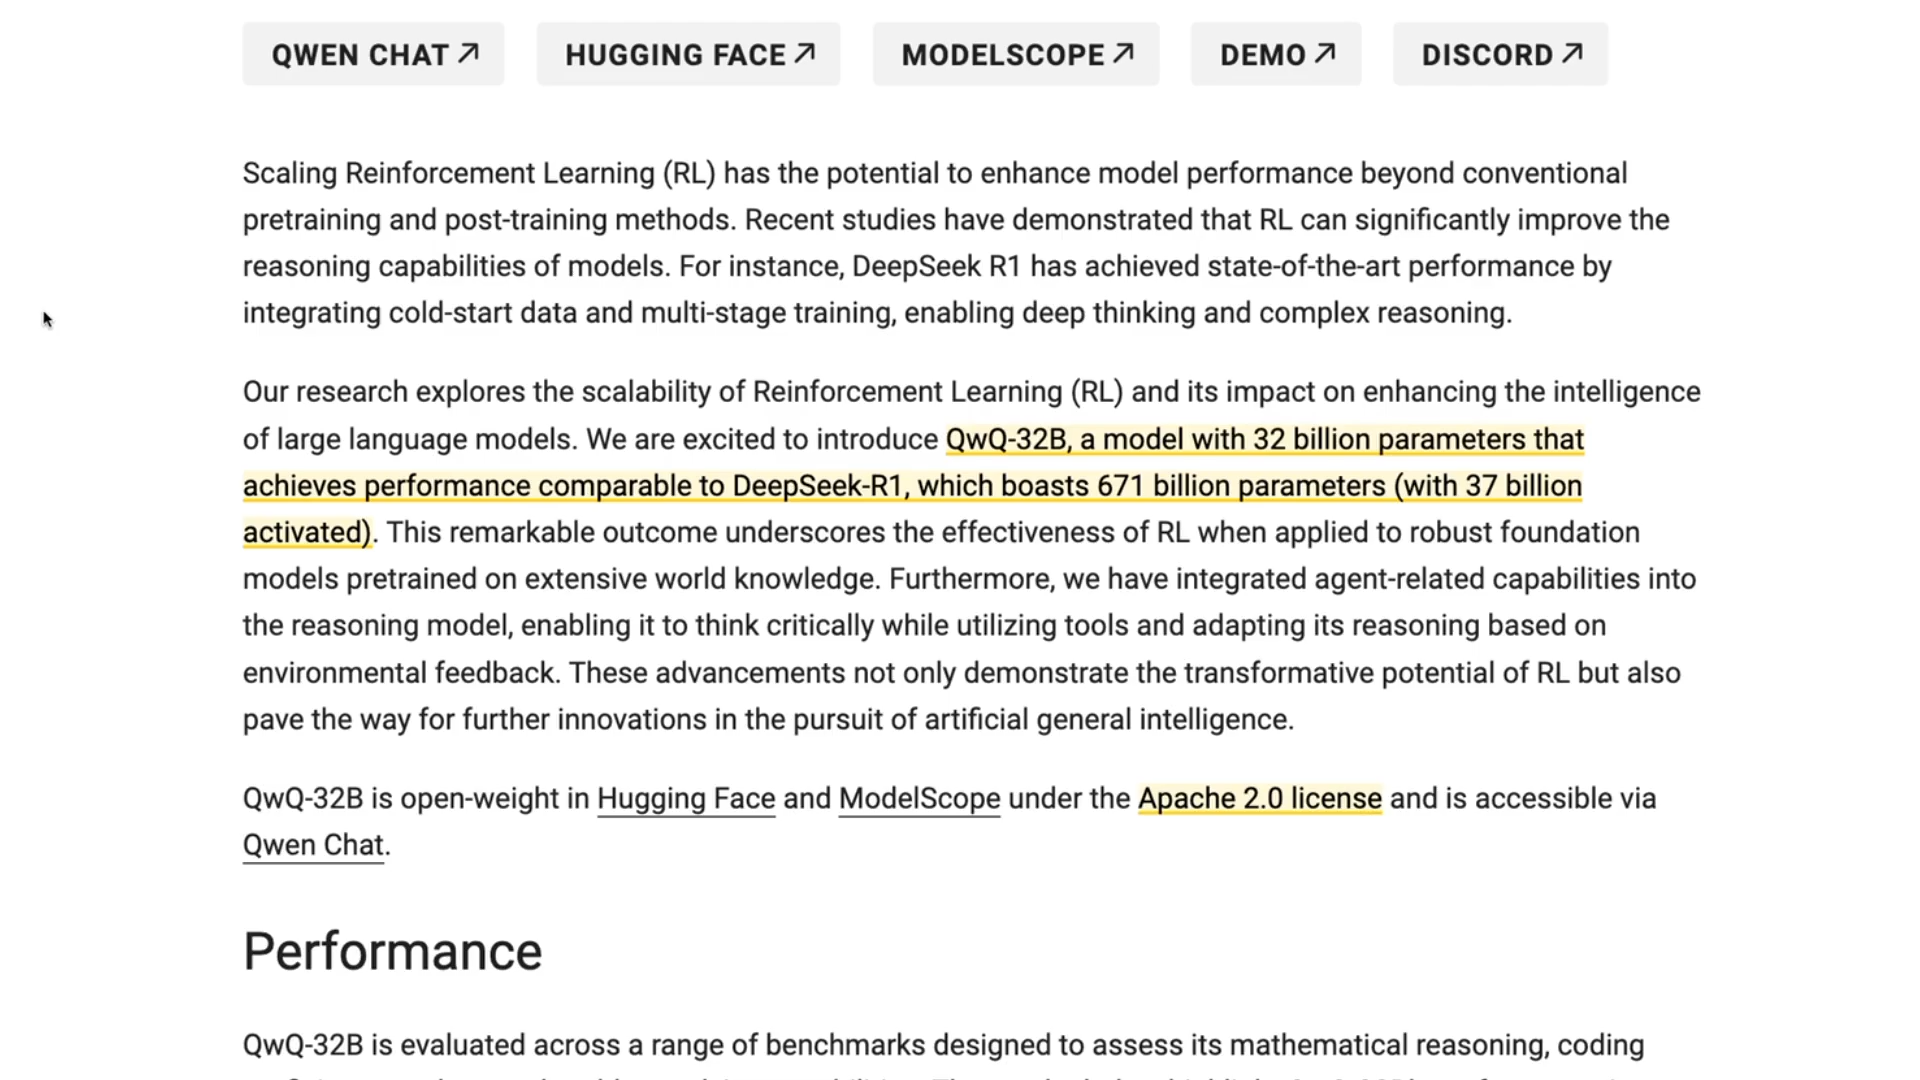 QWEN CHAT HUGGING FACE MODELSCOPE DEMO DISCORD
Scaling Reinforcement Learning (RL) has the potential to enhance model performance beyond conventional
pretraining and post-training methods. Recent studies have demonstrated that RL can significantly improve the
reasoning capabilities of models. For instance, DeepSeek R1 has achieved state-of-the-art performance by
integrating cold-start data and multi-stage training, enabling deep thinking and complex reasoning.
Our research explores the scalability of Reinforcement Learning (RL) and its impact on enhancing the intelligence
of large language models. We are excited to introduce QwQ-32B, a model with 32 billion parameters that
achieves performance comparable to DeepSeek-R1, which boasts 671 billion parameters (with 37 billion
activated). This remarkable outcome underscores the effectiveness of RL when applied to robust foundation
models pretrained on extensive world knowledge. Furthermore, we have integrated agent-related capabilities into
the reasoning model, enabling it to think critically while utilizing tools and adapting its reasoning based on
environmental feedback. These advancements not only demonstrate the transformative potential of RL but also
pave the way for further innovations in the pursuit of artificial general intelligence.
QwQ-32B is open-weight in Hugging Face and ModelScope under the Apache 2.0 license and is accessible via
Qwen Chat.
Performance
QwQ-32B is evaluated across a range of benchmarks designed to assess its mathematical reasoning, coding